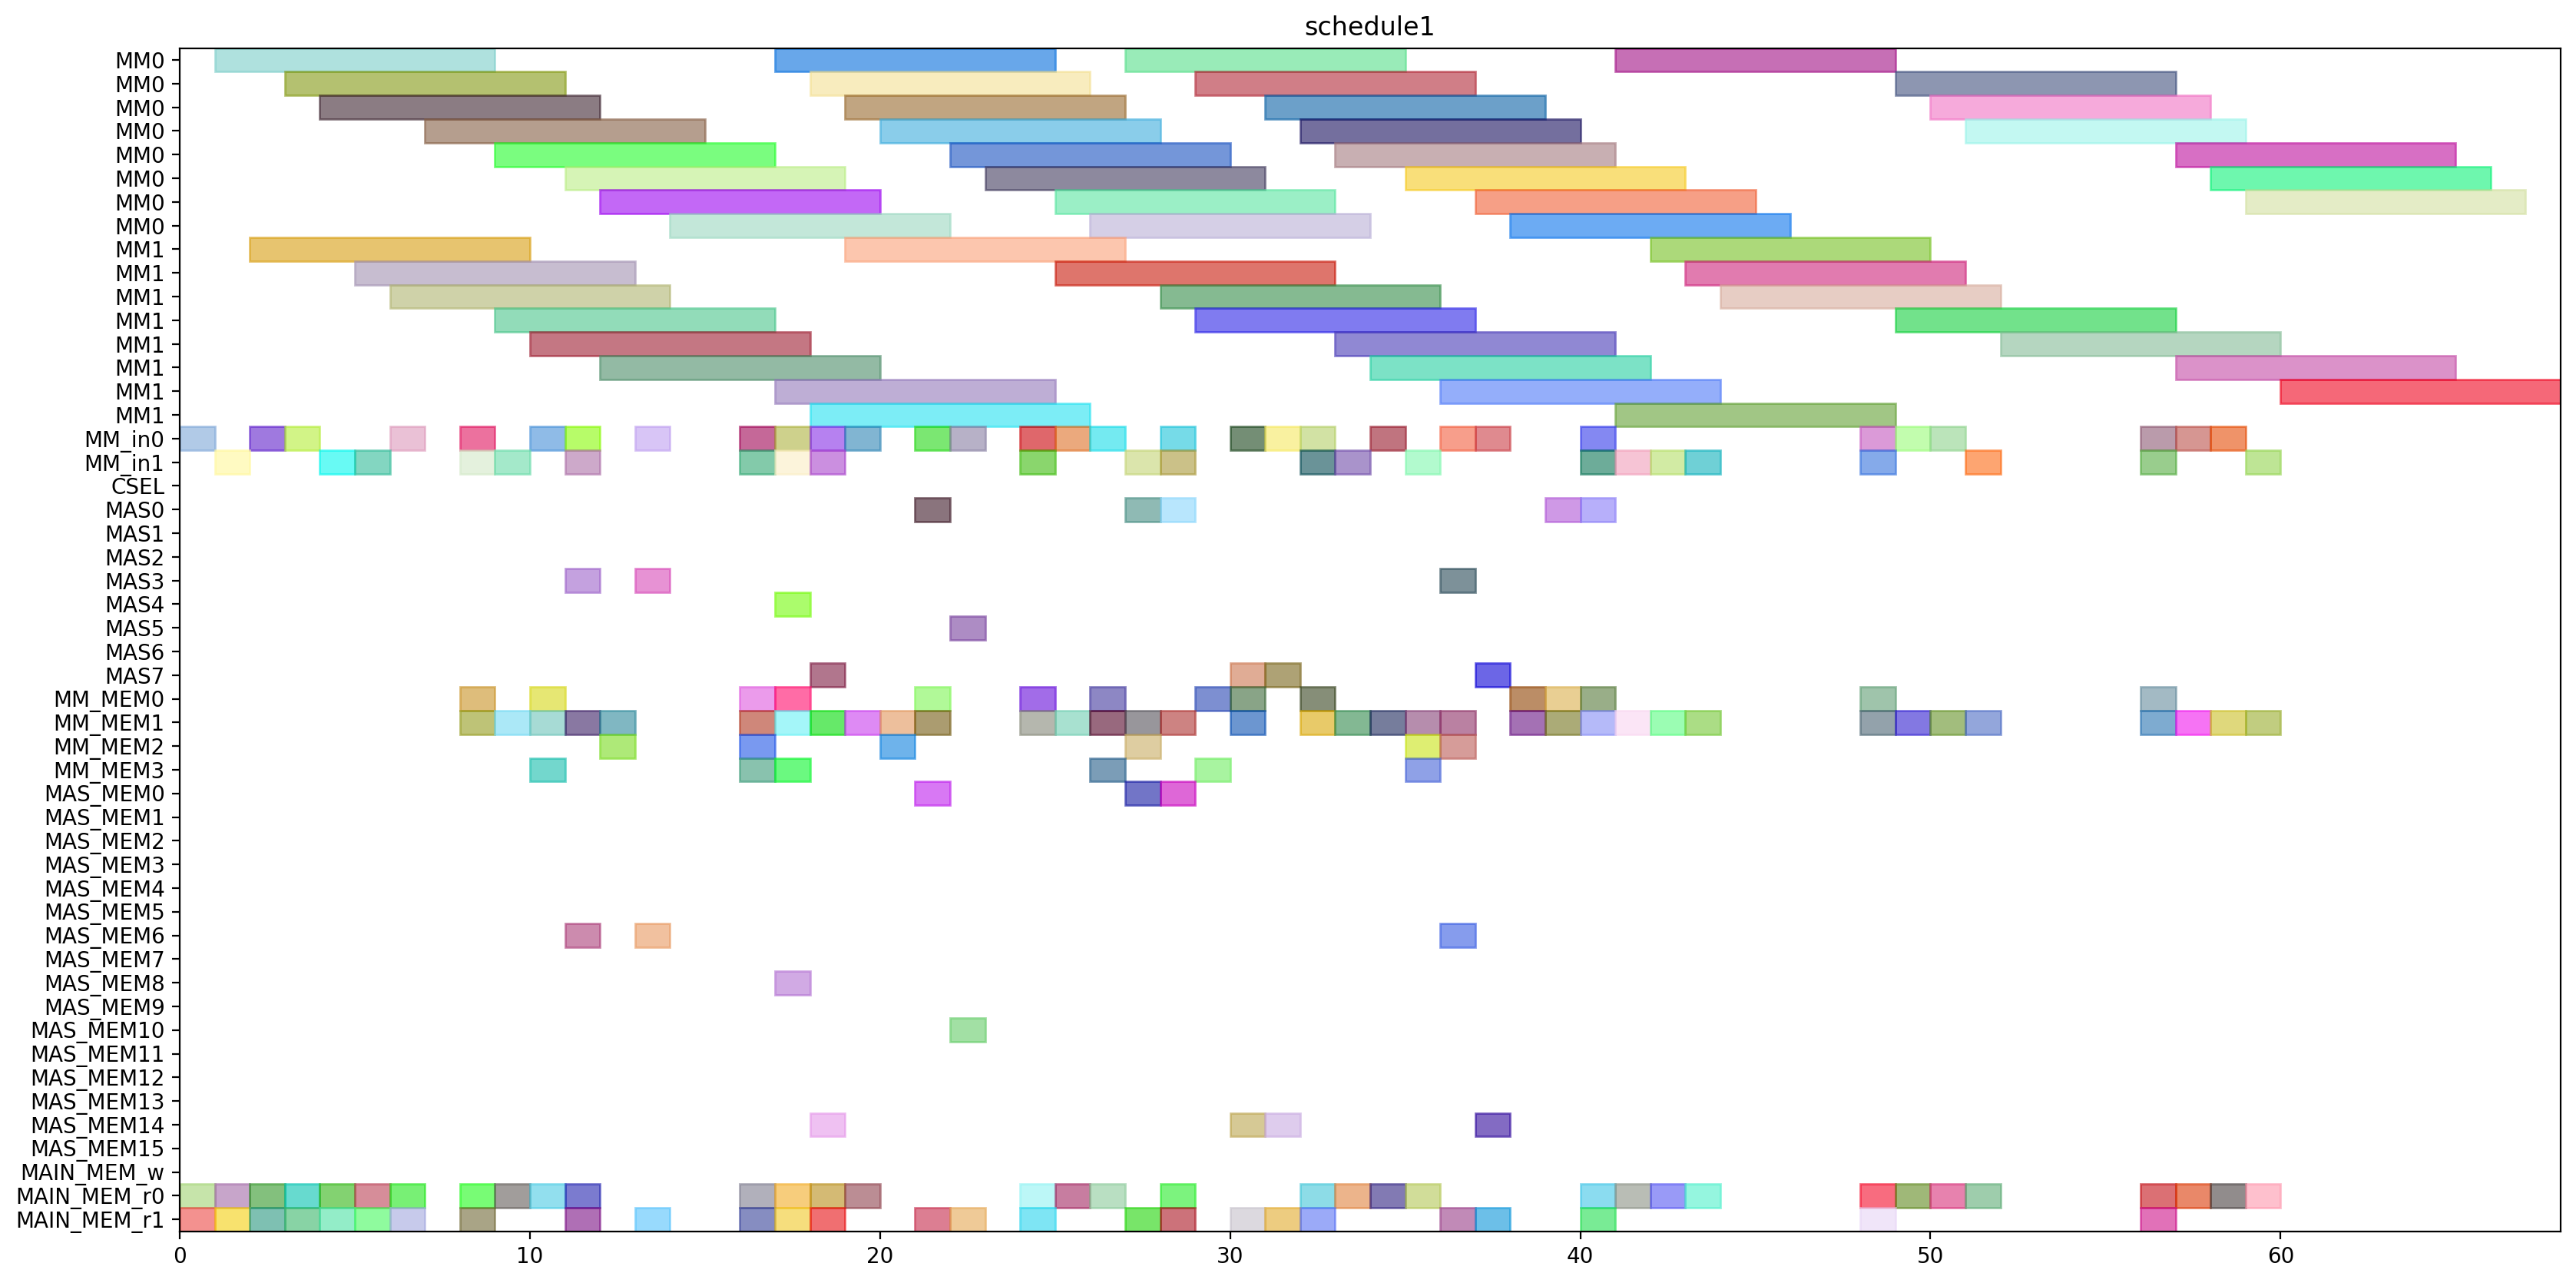 schedule1
MM0
MM0
MM0
MM0
MM0
MM0
MM0
MM0
MM1
MM1
MM1
MM1
MM1
MM1
MM1
MM1
MM_in0
MM_in1
CSEL
MAS0
MAS1
MAS2
MAS3
MAS4
MAS5
MAS6
MAS7
MM_MEM0
MM_MEM1
MM_MEM2
MM_MEM3
MAS_MEM0
MAS_MEM1
MAS_MEM2
MAS_MEM3
MAS_MEM4
MAS_MEM5
MAS_MEM6
MAS_MEM7
MAS_MEM8
MAS_MEM9
MAS_MEM10
MAS_MEM11
MAS_MEM12
MAS_MEM13
MAS_MEM14
MAS_MEM15
MAIN_MEM_w
MAIN_MEM_r0
MAIN_MEM_r1
0 10 20 30 40 50 60